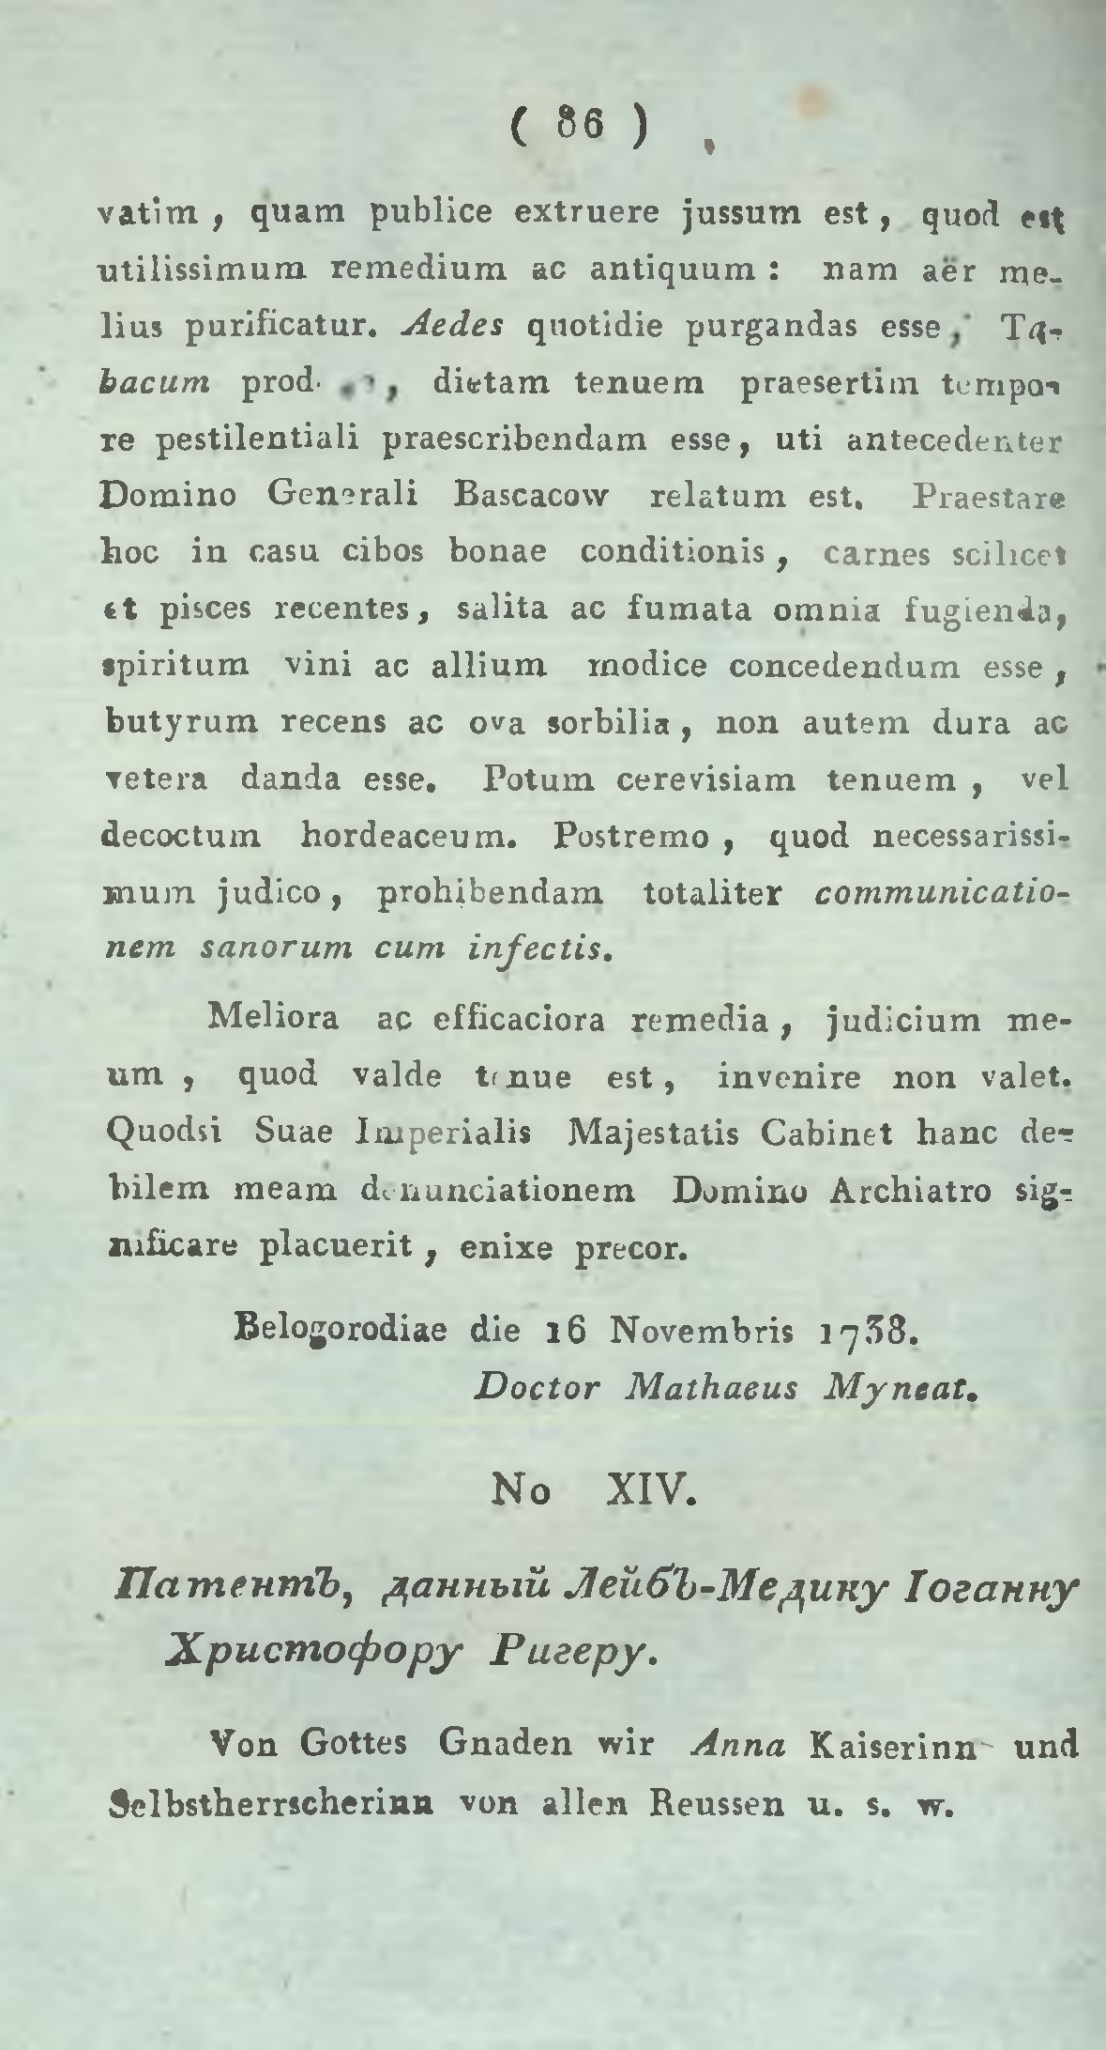 ( 86 )
vatim , quam publice extruere jussum est , quod est
utilissimum remedium ac antiquum : nam aër me-
lius purificatur. Aedes quotidie purgandas esse , Ta-
bacum , dietam tenuem praesertim tempo-
re pestilentiali praescribendam esse, uti antecedenter
Domino Generali Bascacow relatum est. Praestare
hoc in casu cibos bonae conditionis , carnes scilicet
et pisces recentes, salita ac fumata omnia fugienda,
spiritum vini ac allium modice concedendum esse ,
butyrum recens ac ova sorbilia , non autem dura ac
vetera danda esse. Potum cerevisiam tenuem , vel
decoctum hordeaceum. Postremo , quod necessarissi-
mum judico , prohibendam totaliter communicatio-
nem sanorum cum infectis.
Meliora ac efficaciora remedia , judicium me-
um , quod valde tenue est , invenire non valet.
Quodsi Suae Imperialis Majestatis Cabinet hanc de-
bilem meam denunciationem Domino Archiatro sig-
nificare placuerit , enixe precor.
Belogorodiae die 16 Novembris 1738.
Doctor Mathaeus Myneat.
No XIV.
Патентъ, данный Лейбъ-Медику Іоганну
Христофору Ригеру.
Von Gottes Gnaden wir Anna Kaiserinn und
Selbstherrscherinn von allen Reussen u. s. w.